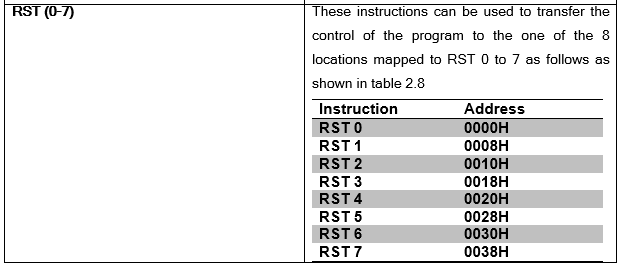 RST (0-7)
These instructions can be used to transfer the
control of the program to the one of the 8
locations mapped to RST 0 to 7 as follows as
shown in table 2.8
Instruction Address
RST 0 0000H
RST 1 0008H
RST 2 0010H
RST 3 0018H
RST 4 0020H
RST 5 0028H
RST 6 0030H
RST 7 0038H